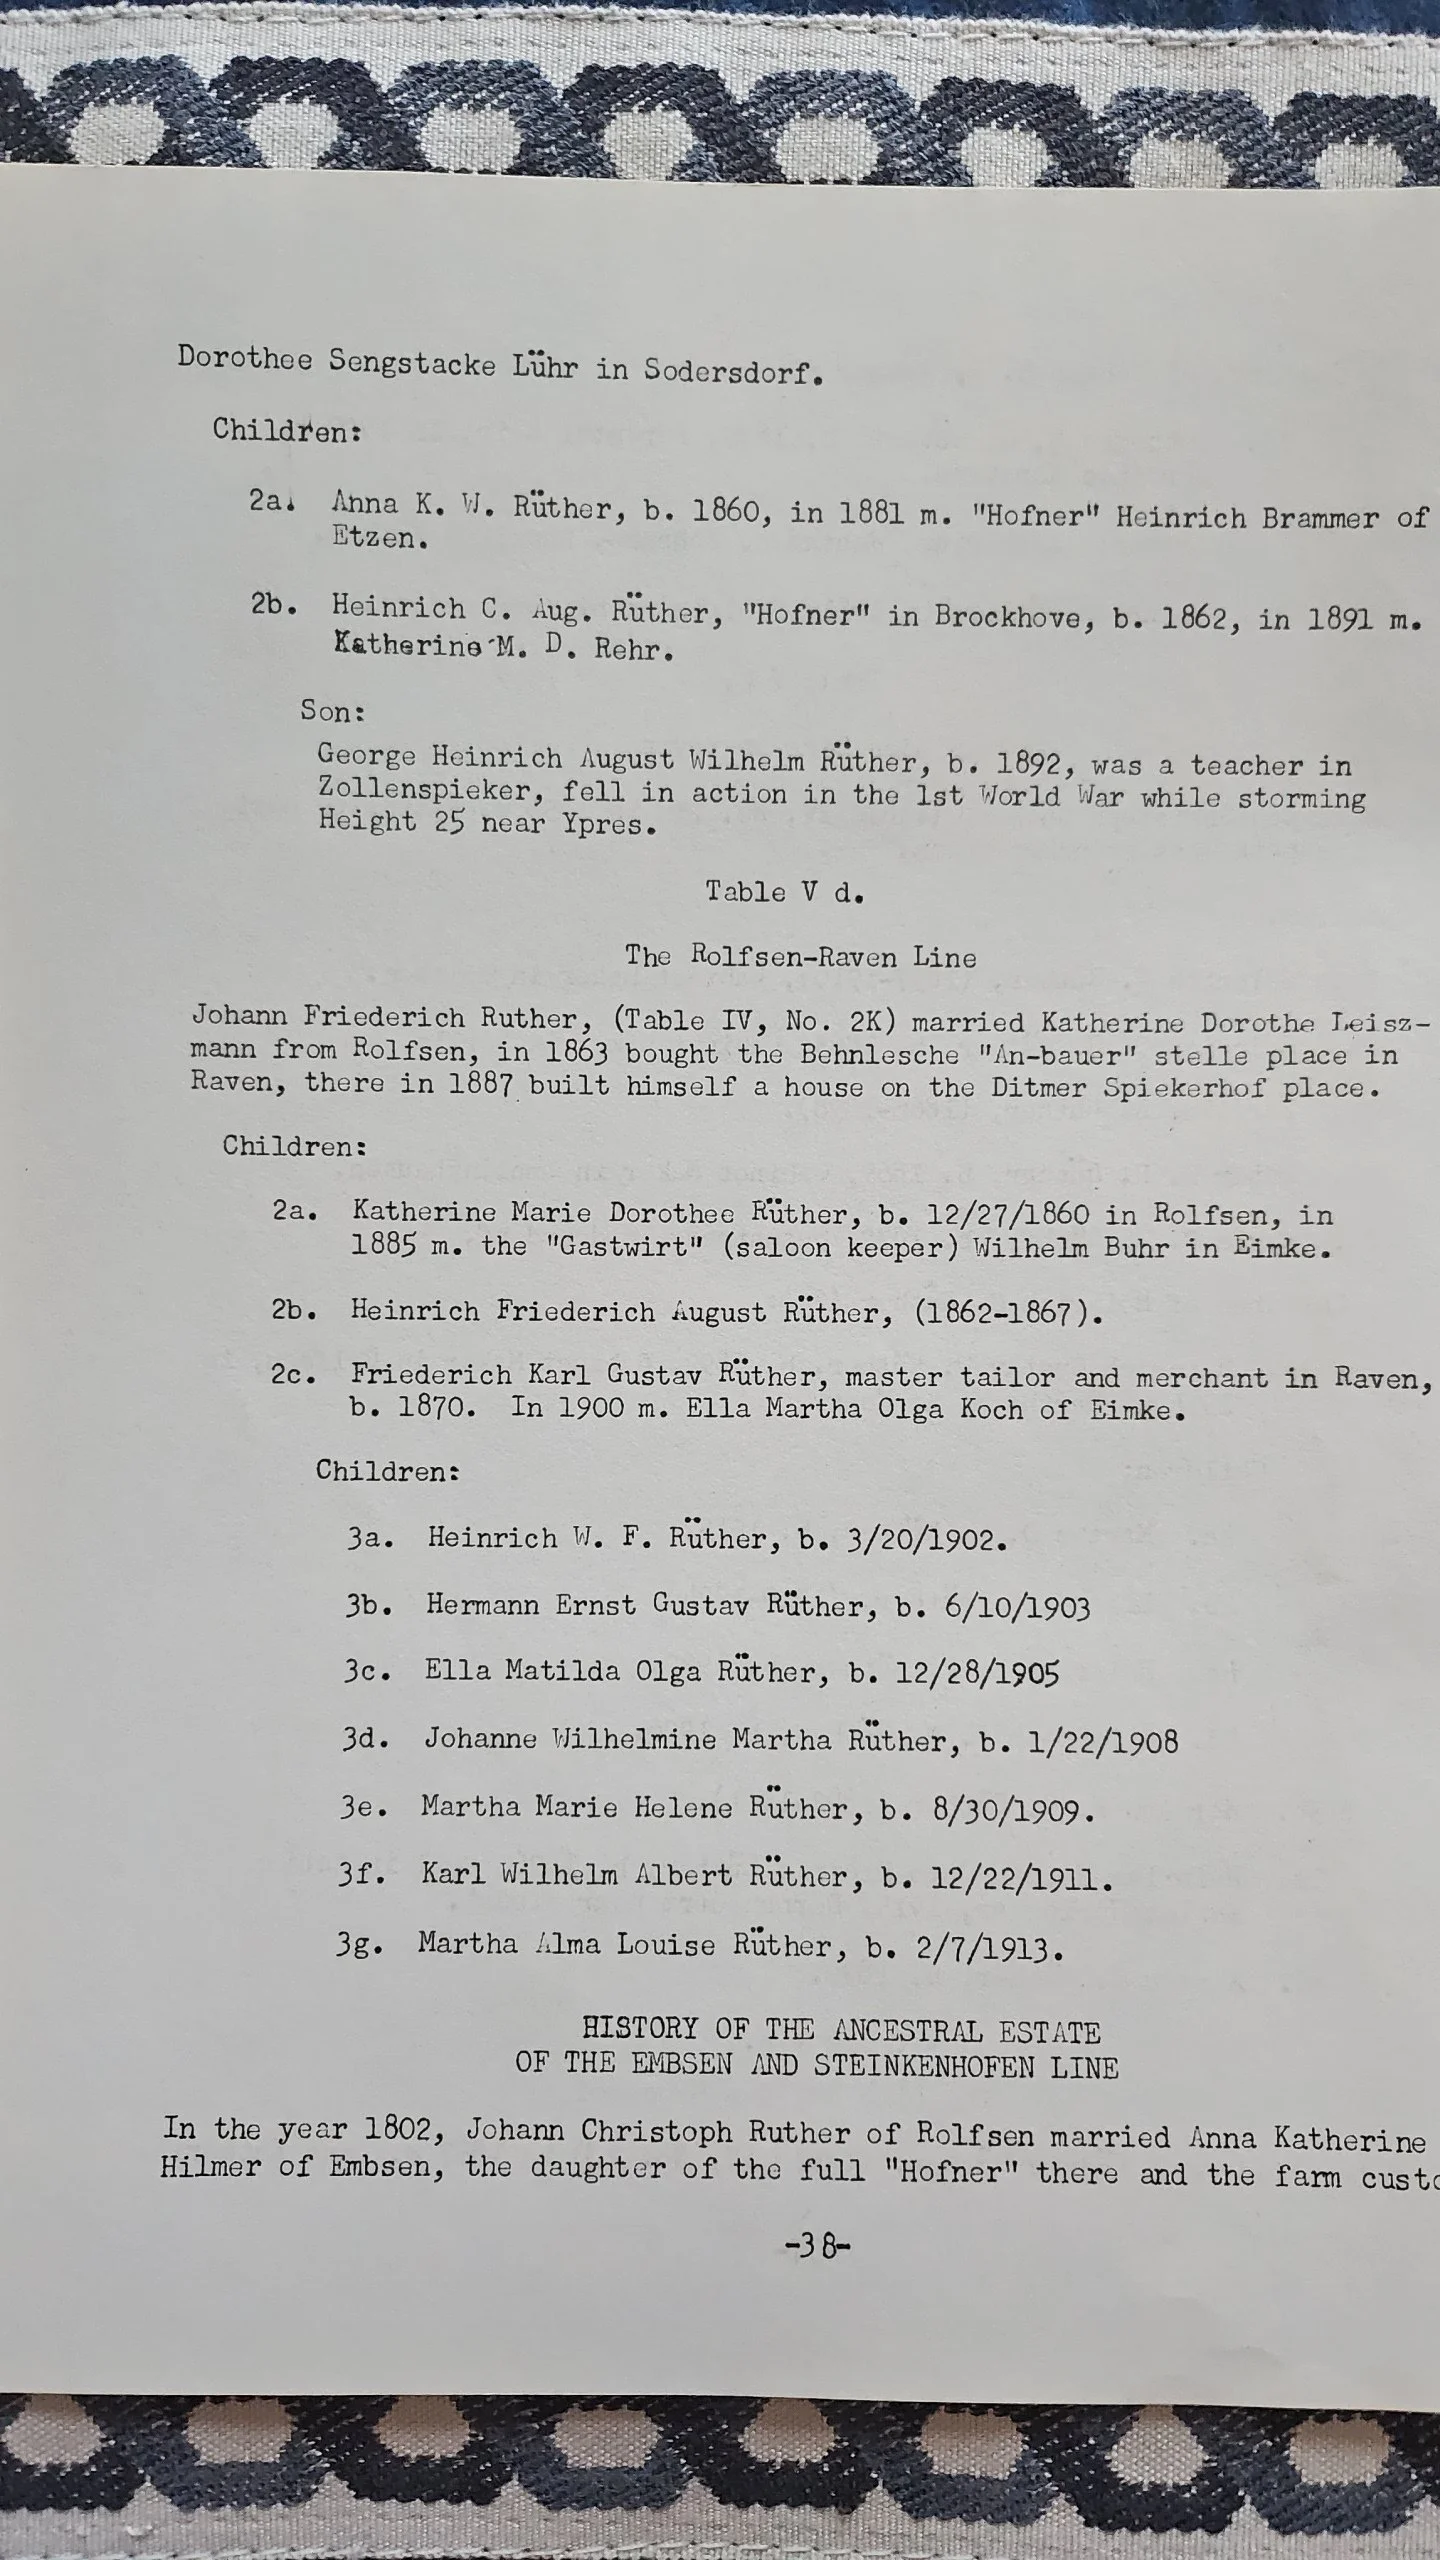 Dorothee Sengstacke Lühr in Sodersdorf.
Children:
2a. Anna K. W. Rüther, b. 1860, in 1881 m. "Hofner" Heinrich Brammer of
Etzen.
2b. Heinrich C. Aug. Rüther, "Hofner" in Brockhove, b. 1862, in 1891 m.
Katherine M. D. Rehr.
Son:
George Heinrich August Wilhelm Rüther, b. 1892, was a teacher in
Zollenspieker, fell in action in the 1st World War while storming
Height 25 near Ypres.
Table V d.
The Rolfsen-Raven Line
Johann Friederich Ruther, (Table IV, No. 2K) married Katherine Dorothe Leisz-
mann from Rolfsen, in 1863 bought the Behnlesche "An-bauer" stelle place in
Raven, there in 1887 built himself a house on the Ditmer Spiekerhof place.
Children:
2a. Katherine Marie Dorothee Rüther, b. 12/27/1860 in Rolfsen, in
1885 m. the "Gastwirt" (saloon keeper) Wilhelm Buhr in Eimke.
2b. Heinrich Friederich August Rüther, (1862-1867).
2c. Friederich Karl Gustav Rüther, master tailor and merchant in Raven,
b. 1870. In 1900 m. Ella Martha Olga Koch of Eimke.
Children:
3a. Heinrich W. F. Rüther, b. 3/20/1902.
3b. Hermann Ernst Gustav Rüther, b. 6/10/1903
3c. Ella Matilda Olga Rüther, b. 12/28/1905
3d. Johanne Wilhelmine Martha Rüther, b. 1/22/1908
3e. Martha Marie Helene Rüther, b. 8/30/1909.
3f. Karl Wilhelm Albert Rüther, b. 12/22/1911.
3g. Martha Alma Louise Rüther, b. 2/7/1913.
HISTORY OF THE ANCESTRAL ESTATE
OF THE EMBSEN AND STEINKENHOFEN LINE
In the year 1802, Johann Christoph Ruther of Rolfsen married Anna Katherine
Hilmer of Embsen, the daughter of the full "Hofner" there and the farm
-38-